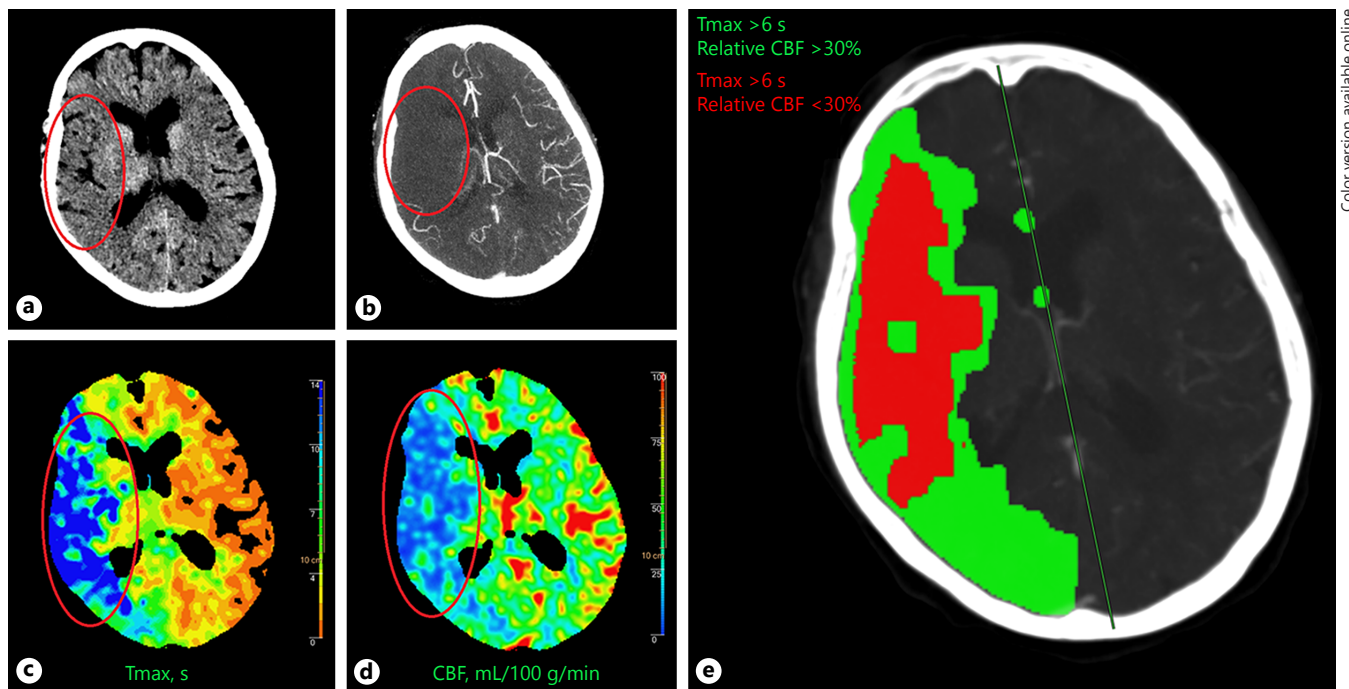 a
b
14
10
7
10 cm
4
0
c
Tmax, s
100
75
50
10 cm
25
0
d
CBF, mL/100 g/min
Tmax >6 s
Relative CBF >30%
Tmax >6 s
Relative CBF <30%
e
Color version available online